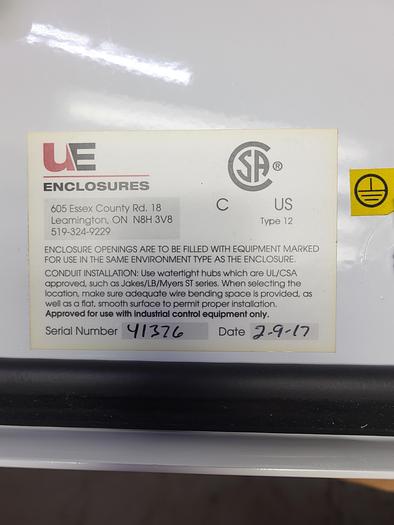 UE
ENCLOSURES
605 Essex County Rd. 18
Leamington, ON N8H 3V8
519-324-9229
CSA ®
C US
Type 12
ENCLOSURE OPENINGS ARE TO BE FILLED WITH EQUIPMENT MARKED
FOR USE IN THE SAME ENVIRONMENT TYPE AS THE ENCLOSURE.
CONDUIT INSTALLATION: Use watertight hubs which are UL/CSA
approved, such as Jakes/LB/Myers ST series. When selecting the
location, make sure adequate wire bending space is provided, as
well as a flat, smooth surface to permit proper installation.
Approved for use with industrial control equipment only.
Serial Number 41376 Date 2-9-17